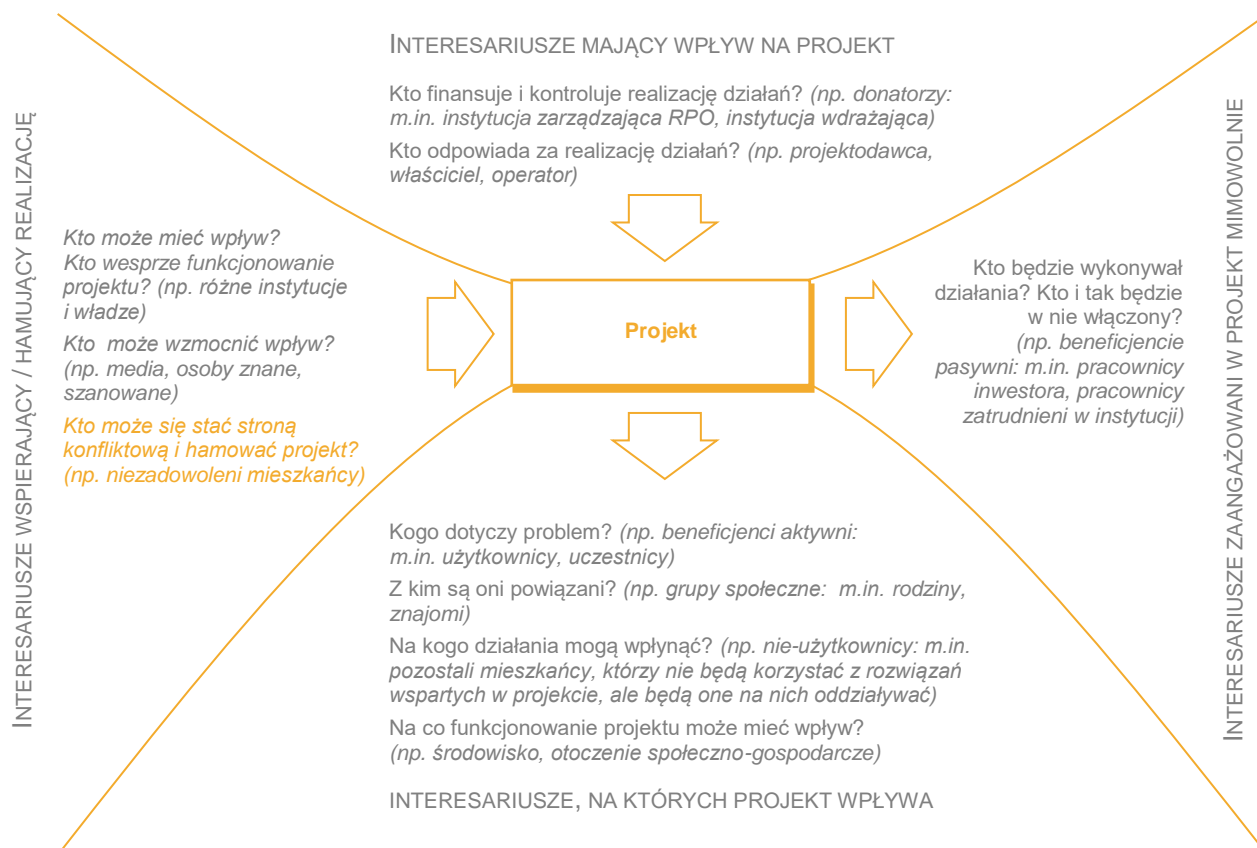 INTERESARIUSZE MAJĄCY WPŁYW NA PROJEKT
Kto finansuje i kontroluje realizację działań? (np. donatorzy:
m.in. instytucja zarządzająca RPO, instytucja wdrażająca)
Kto odpowiada za realizację działań? (np. projektodawca,
właściciel, operator)
INTERESARIUSZE WSPIERAJĄCY / HAMUJĄCY REALIZACJĘ
Kto może mieć wpływ?
Kto wesprze funkcjonowanie
projektu? (np. różne instytucje
i władze)
Kto może wzmocnić wpływ?
(np. media, osoby znane,
szanowane)
Kto może się stać stroną
konfliktową i hamować projekt?
(np. niezadowoleni mieszkańcy)
Projekt
Kto będzie wykonywał
działania? Kto i tak będzie
w nie włączony?
(np. beneficjencie
pasywni: m.in. pracownicy
inwestora, pracownicy
zatrudnieni w instytucji)
INTERESARIUSZE ZAANGAŻOWANI W PROJEKT MIMOWOLNIE
Kogo dotyczy problem? (np. beneficjenci aktywni:
m.in. użytkownicy, uczestnicy)
Z kim są oni powiązani? (np. grupy społeczne: m.in. rodziny,
znajomi)
Na kogo działania mogą wpłynąć? (np. nie-użytkownicy: m.in.
pozostali mieszkańcy, którzy nie będą korzystać z rozwiązań
wspartych w projekcie, ale będą one na nich oddziaływać)
Na co funkcjonowanie projektu może mieć wpływ?
(np. środowisko, otoczenie społeczno-gospodarcze)
INTERESARIUSZE, NA KTÓRYCH PROJEKT WPŁYWA